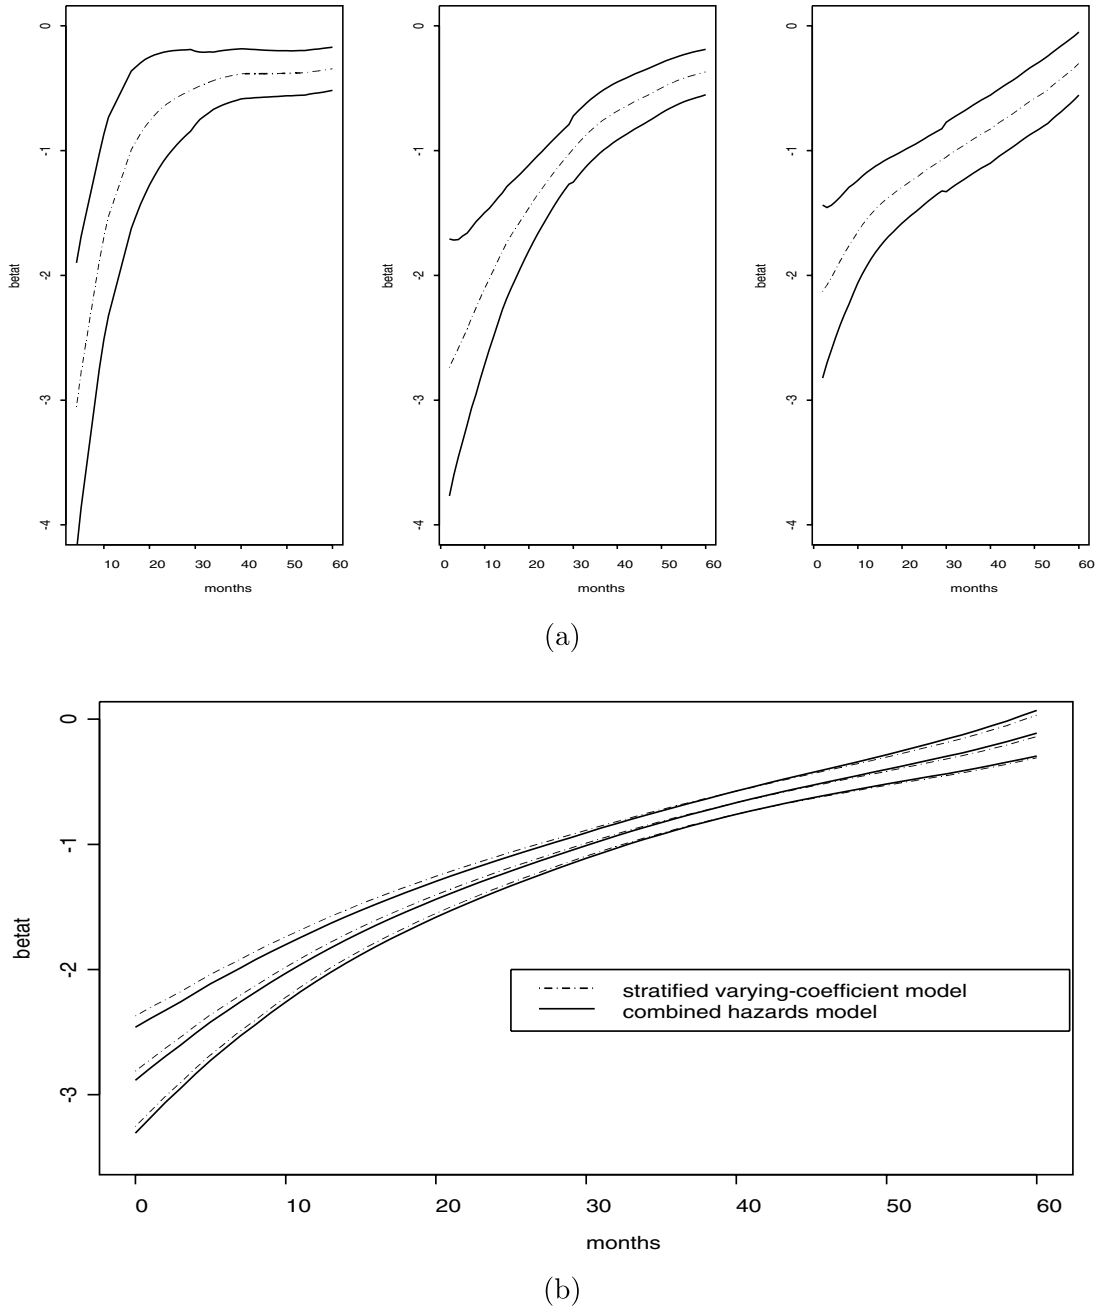 0
-1
-2
-3
-4
betat
10 20 30 40 50 60
months
0
-1
-2
-3
-4
betat
0 10 20 30 40 50 60
months
0
-1
-2
-3
-4
betat
0 10 20 30 40 50 60
months
(a)
0
-1
-2
-3
betat
stratified varying-coefficient model
combined hazards model
0 10 20 30 40 50 60
months
(b)